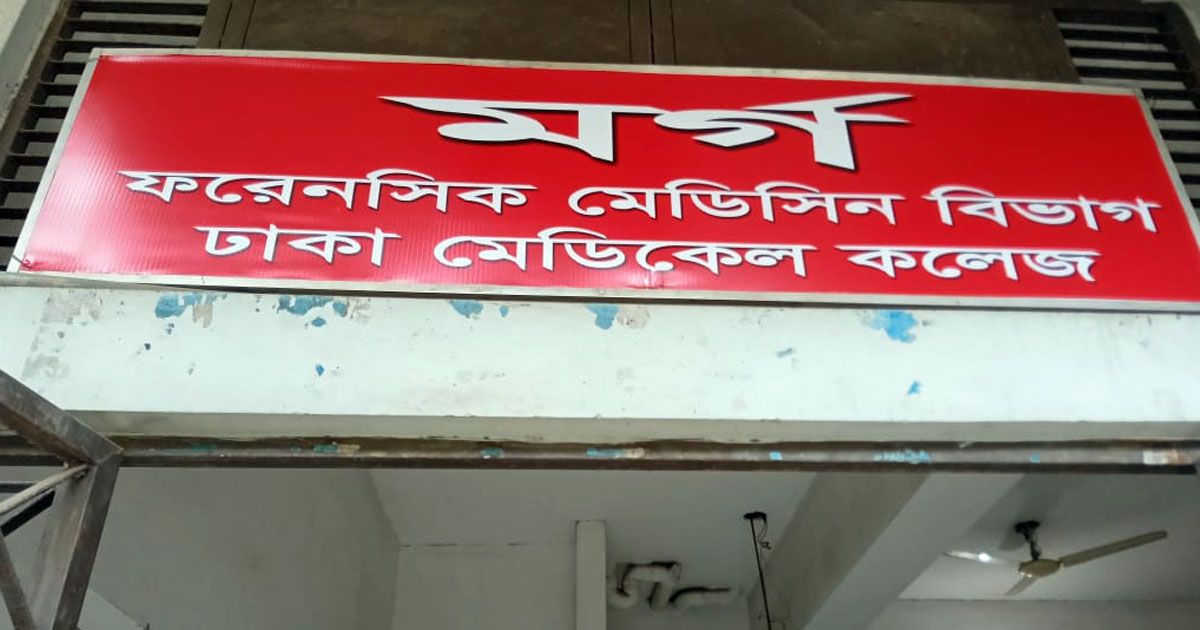 মর্গ
ফরেনসিক মেডিসিন বিভাগ
ঢাকা মেডিকেল কলেজ